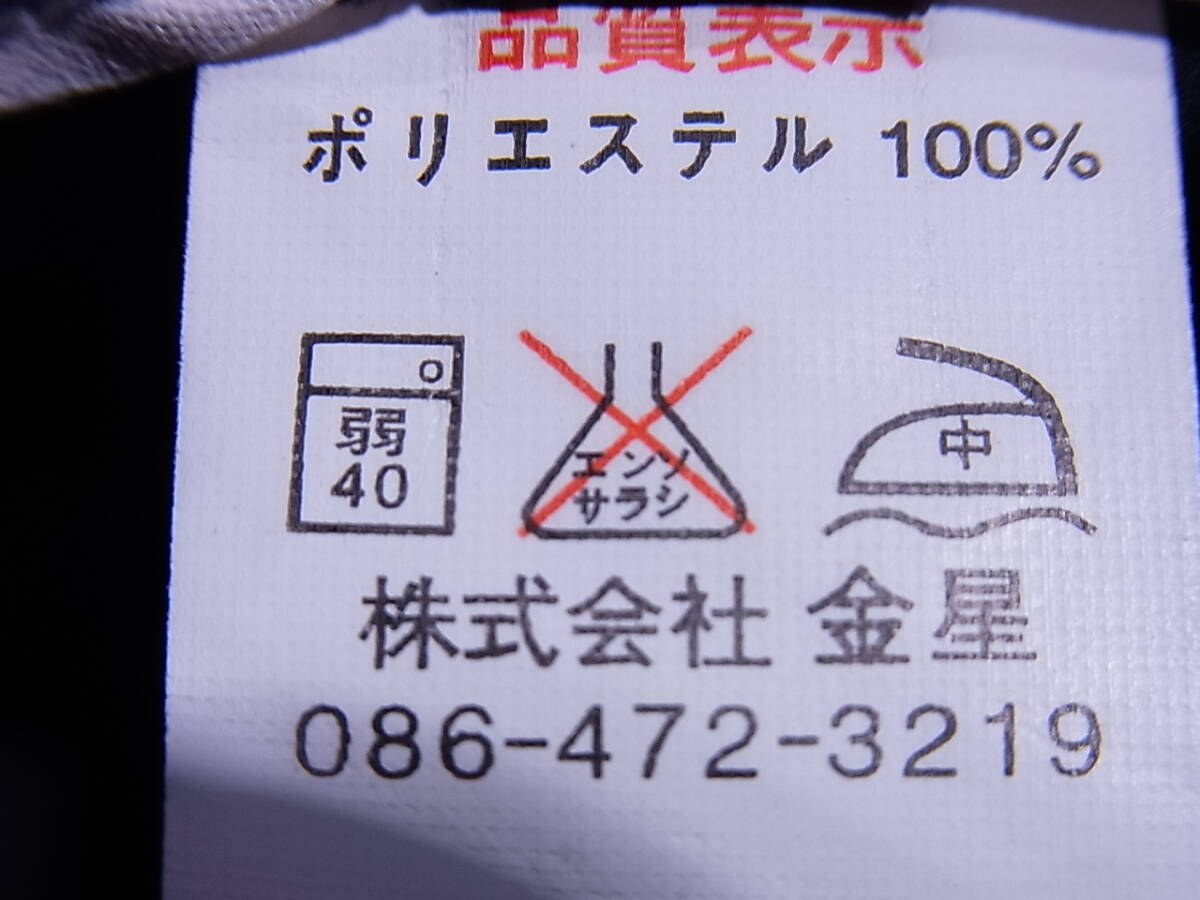 品質表示
ポリエステル 100%
弱
40
エンソ
サラシ
中
株式会社 金星
086-472-3219